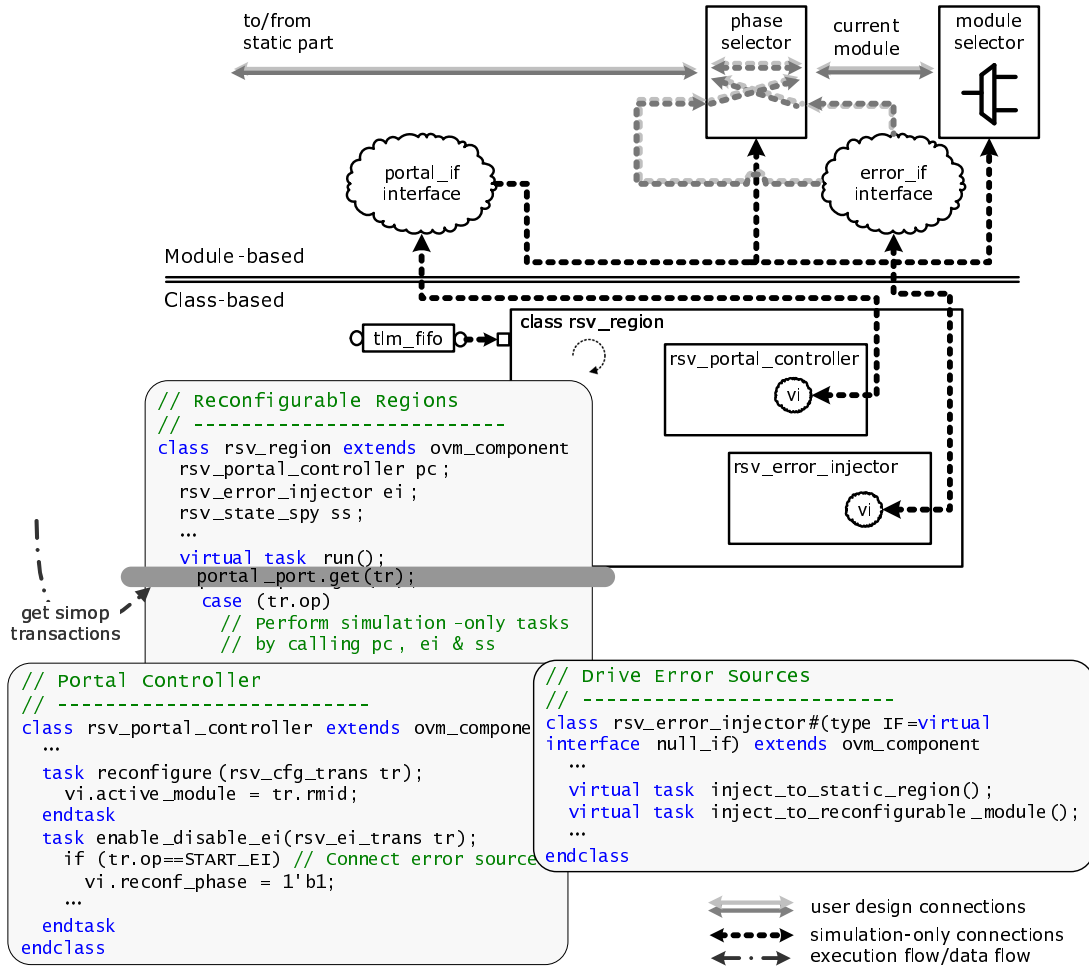 to/from
static part
phase
selector
current
module
module
selector
portal_if
interface
error_if
interface
Module-based
Class-based
tlm_fifo
class rsv_region
rsv_portal_controller
vi
rsv_error_injector
vi
// Reconfigurable Regions
// --------------------------
class rsv_region extends ovm_component
rsv_portal_controller pc;
rsv_error_injector ei;
rsv_state_spy ss;
…
virtual task run();
portal_port.get(tr);
case (tr.op)
// Perform simulation-only tasks
// by calling pc, ei & ss
get simop
transactions
// Portal Controller
// --------------------------
class rsv_portal_controller extends ovm_compone
…
task reconfigure(rsv_cfg_trans tr);
vi.active_module = tr.rmid;
endtask
task enable_disable_ei(rsv_ei_trans tr);
if (tr.op==START_EI) // Connect error source
vi.reconf_phase = 1'b1;
…
endtask
endclass
// Drive Error Sources
// --------------------------
class rsv_error_injector#(type IF=virtual
interface null_if) extends ovm_component
…
virtual task inject_to_static_region();
virtual task inject_to_reconfigurable_module();
…
endclass
user design connections
simulation-only connections
execution flow/data flow